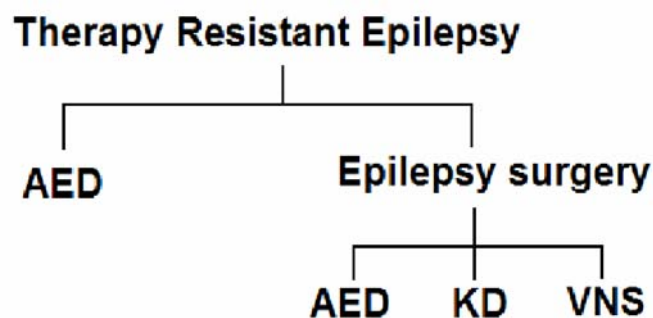 Therapy Resistant Epilepsy
AED
Epilepsy surgery
AED KD VNS